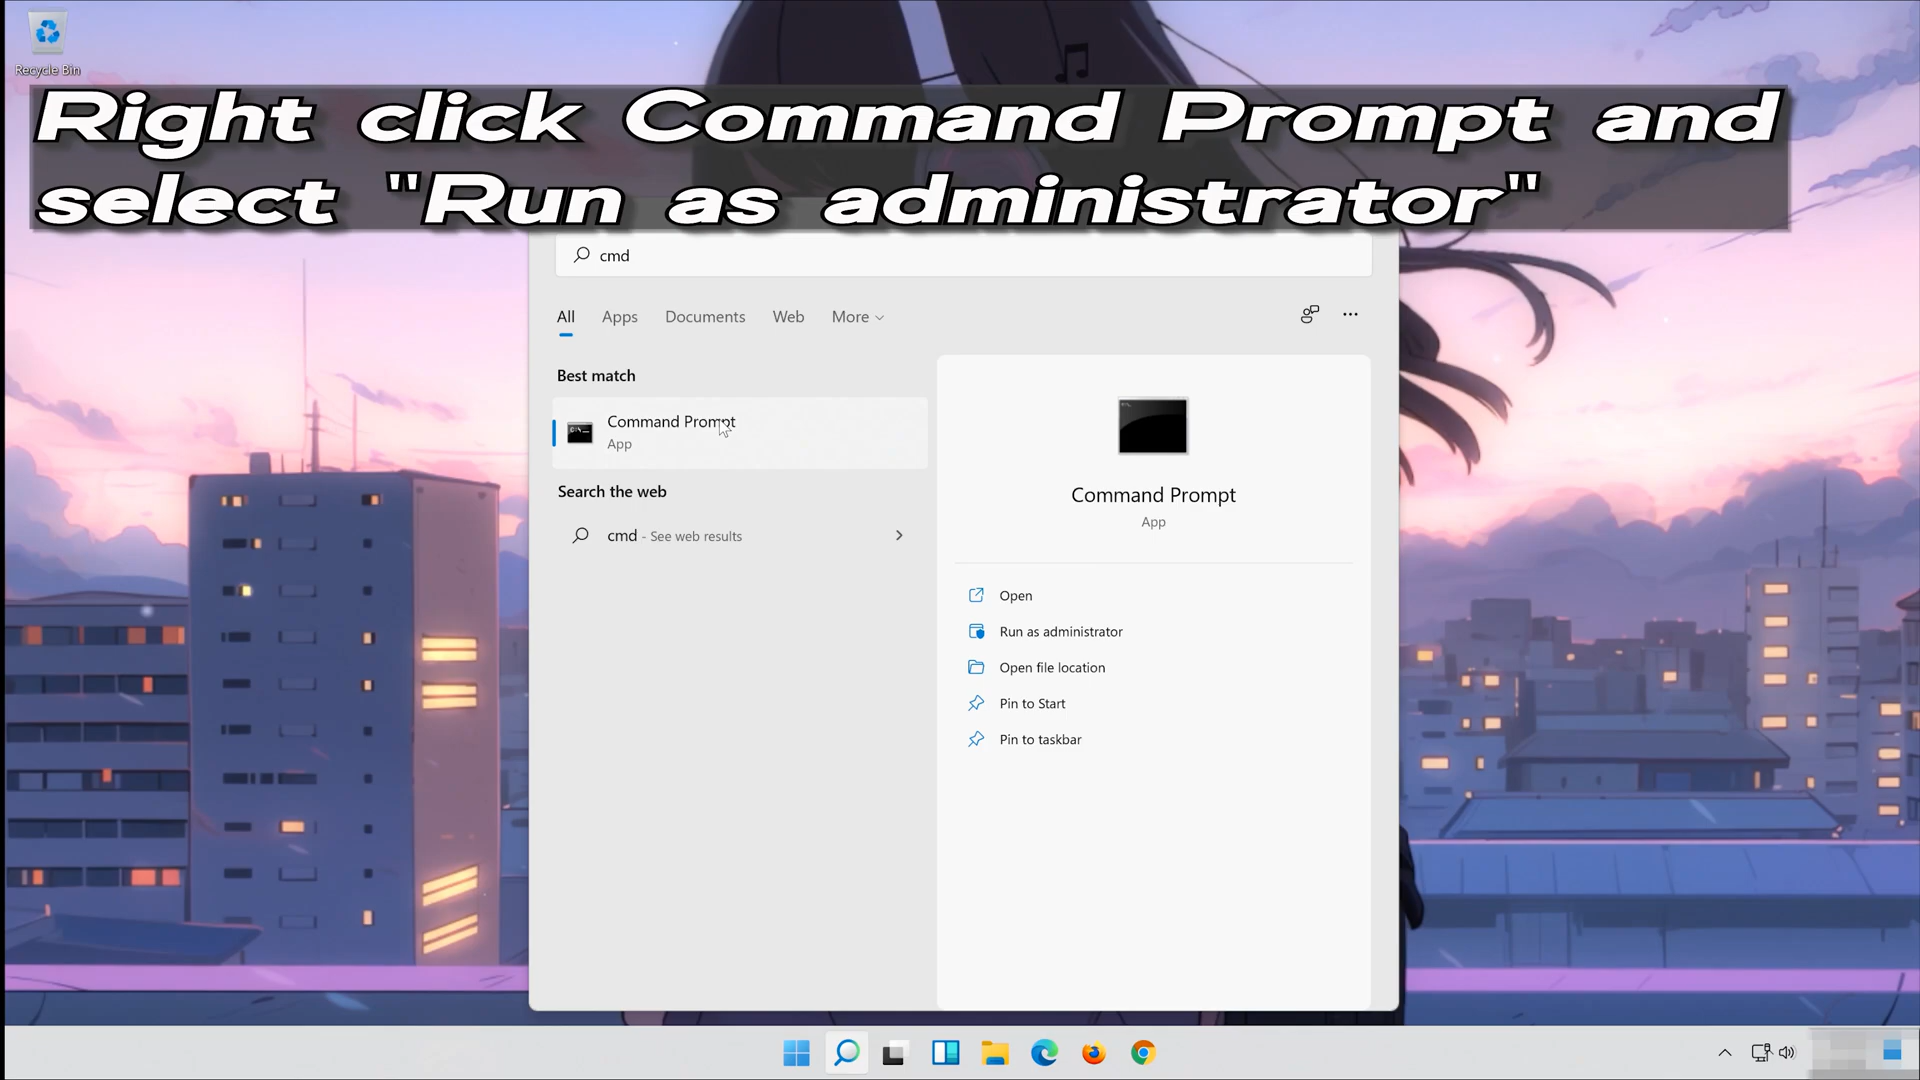 Recycle Bin
Right click Command Prompt and
select "Run as administrator"
cmd
All Apps Documents Web More
Best match
Command Prompt
App
Search the web
cmd - See web results
Command Prompt
App
Open
Run as administrator
Open file location
Pin to Start
Pin to taskbar